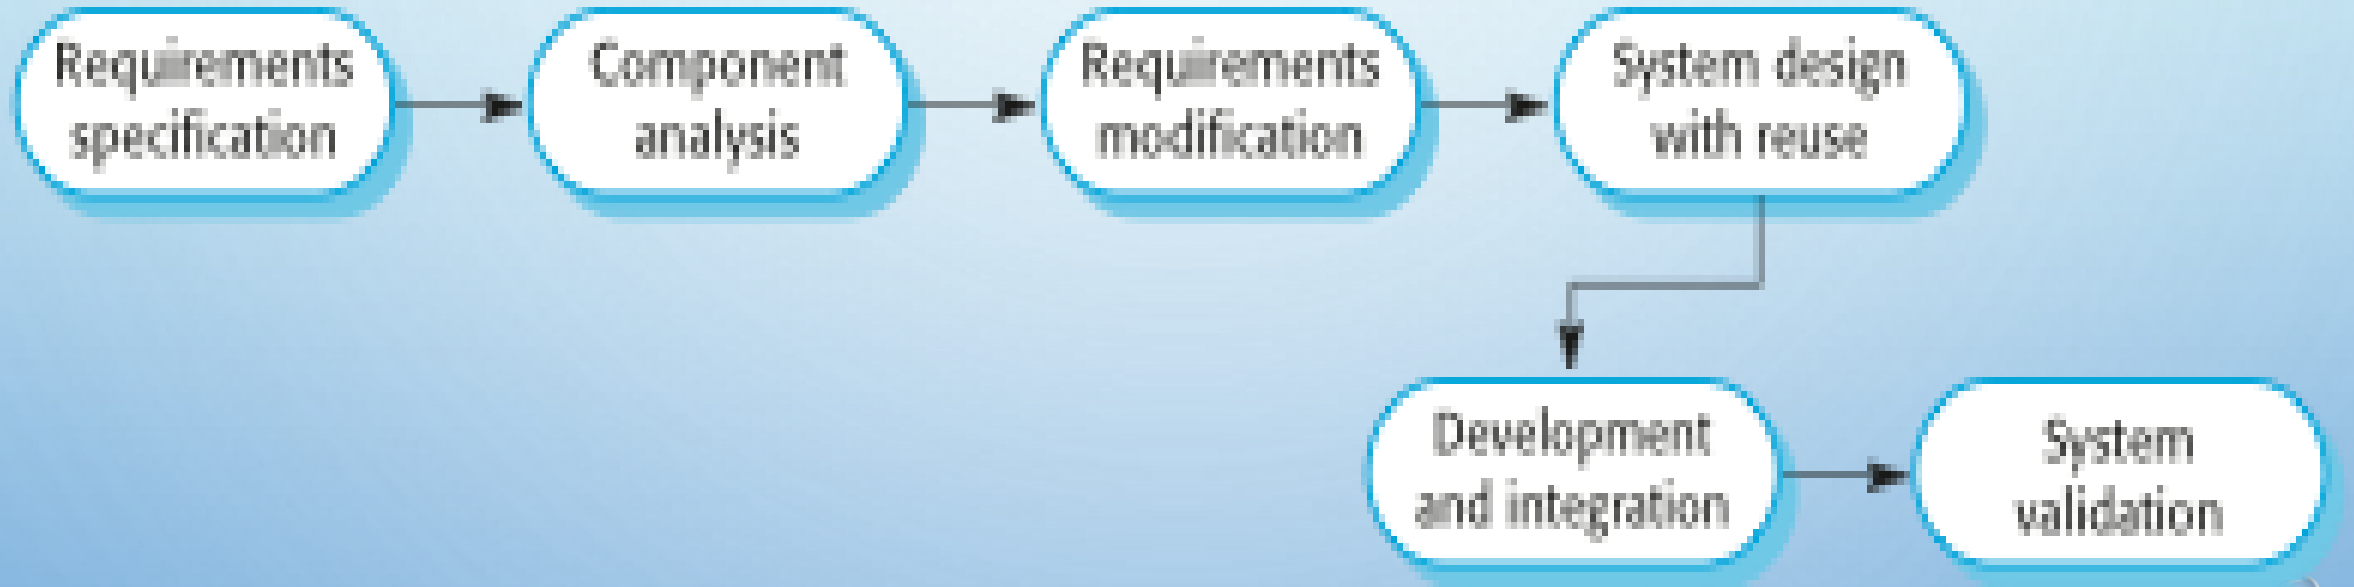 Requirements
specification
Component
analysis
Requirements
modification
System design
with reuse
Development
and integration
System
validation